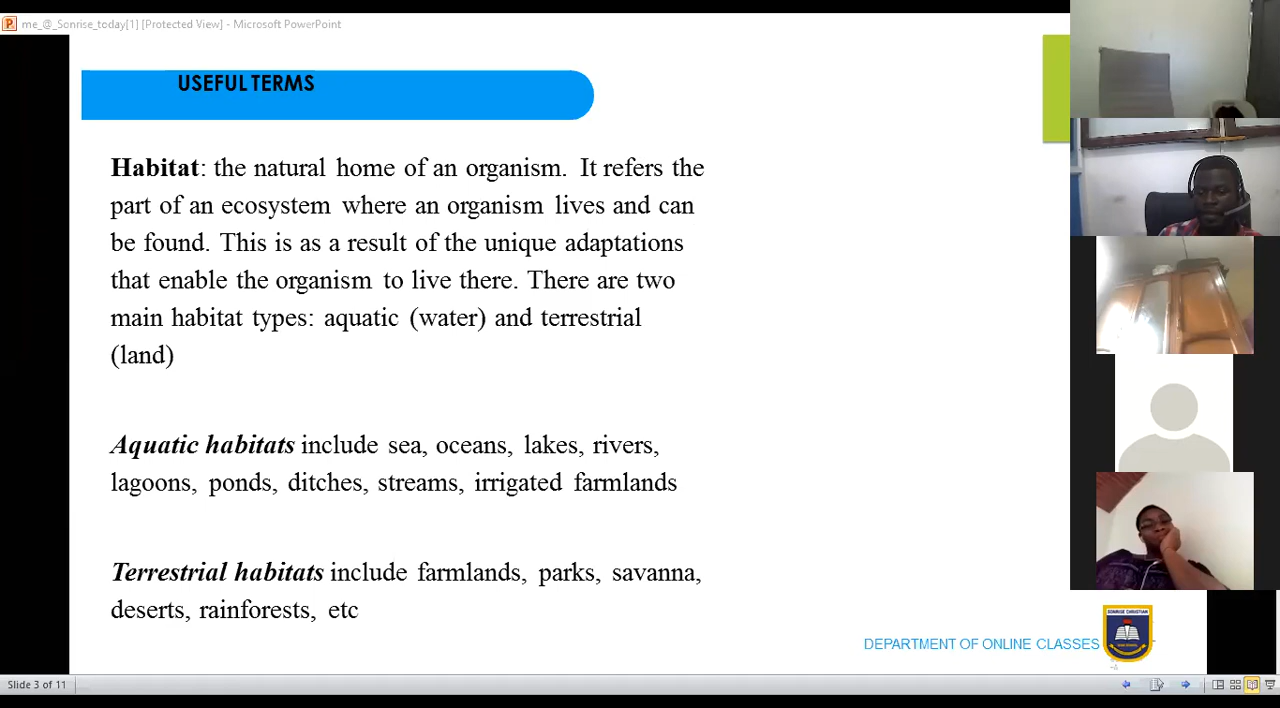 me_@_Sonrise_today[1] [Protected View] - Microsoft PowerPoint
USEFUL TERMS
Habitat: the natural home of an organism. It refers the
part of an ecosystem where an organism lives and can
be found. This is as a result of the unique adaptations
that enable the organism to live there. There are two
main habitat types: aquatic (water) and terrestrial
(land)
Aquatic habitats include sea, oceans, lakes, rivers,
lagoons, ponds, ditches, streams, irrigated farmlands
Terrestrial habitats include farmlands, parks, savanna,
deserts, rainforests, etc
SONRISE CHRISTIAN
DEPARTMENT OF ONLINE CLASSES
Slide 3 of 11